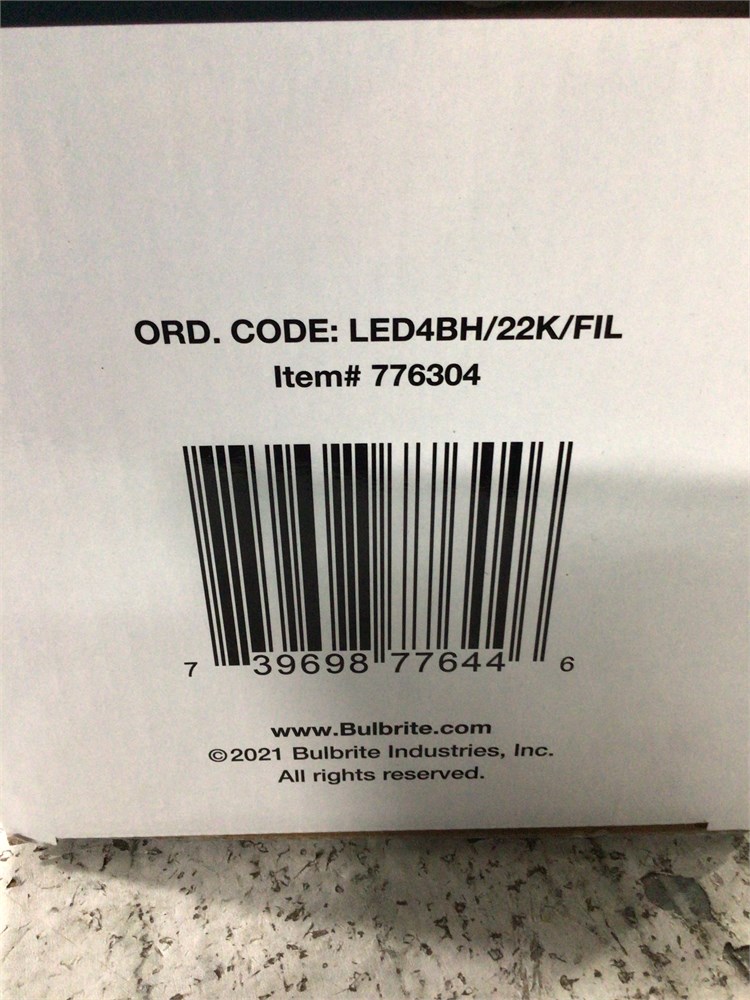 ORD. CODE: LED4BH/22K/FIL
Item# 776304
7 39698 77644 6
www.Bulbrite.com
©2021 Bulbrite Industries, Inc.
All rights reserved.